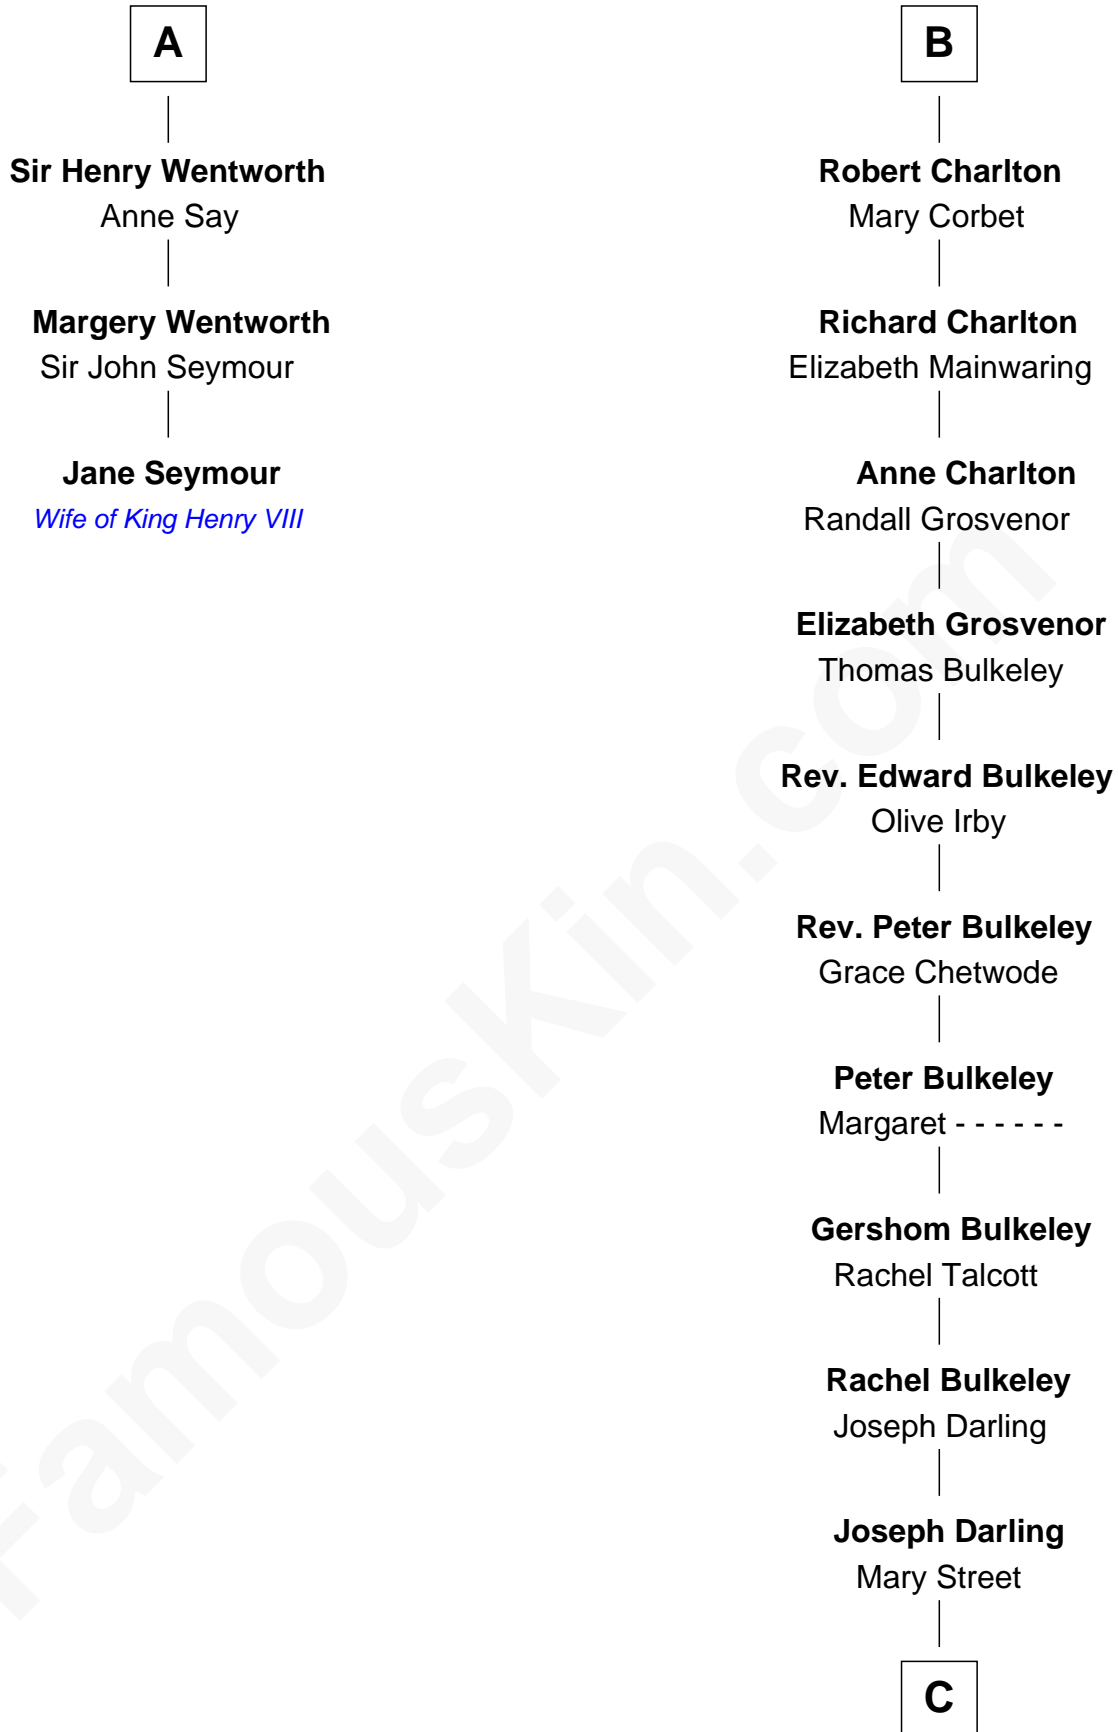 A
Sir Henry Wentworth
Anne Say
Margery Wentworth
Sir John Seymour
Jane Seymour
Wife of King Henry VIII
B
Robert Charlton
Mary Corbet
Richard Charlton
Elizabeth Mainwaring
Anne Charlton
Randall Grosvenor
Elizabeth Grosvenor
Thomas Bulkeley
Rev. Edward Bulkeley
Olive Irby
Rev. Peter Bulkeley
Grace Chetwode
Peter Bulkeley
Margaret - - - - - -
Gershom Bulkeley
Rachel Talcott
Rachel Bulkeley
Joseph Darling
Joseph Darling
Mary Street
C
FamousKin.com